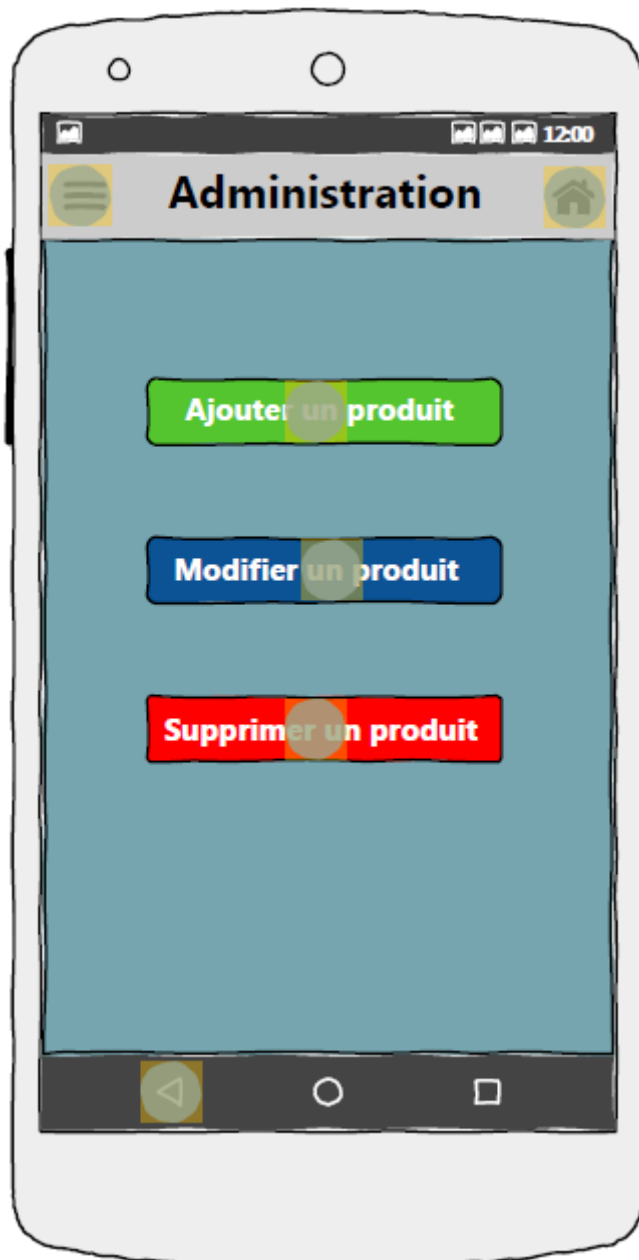 12:00
Administration
Ajouter un produit
Modifier un produit
Supprimer un produit